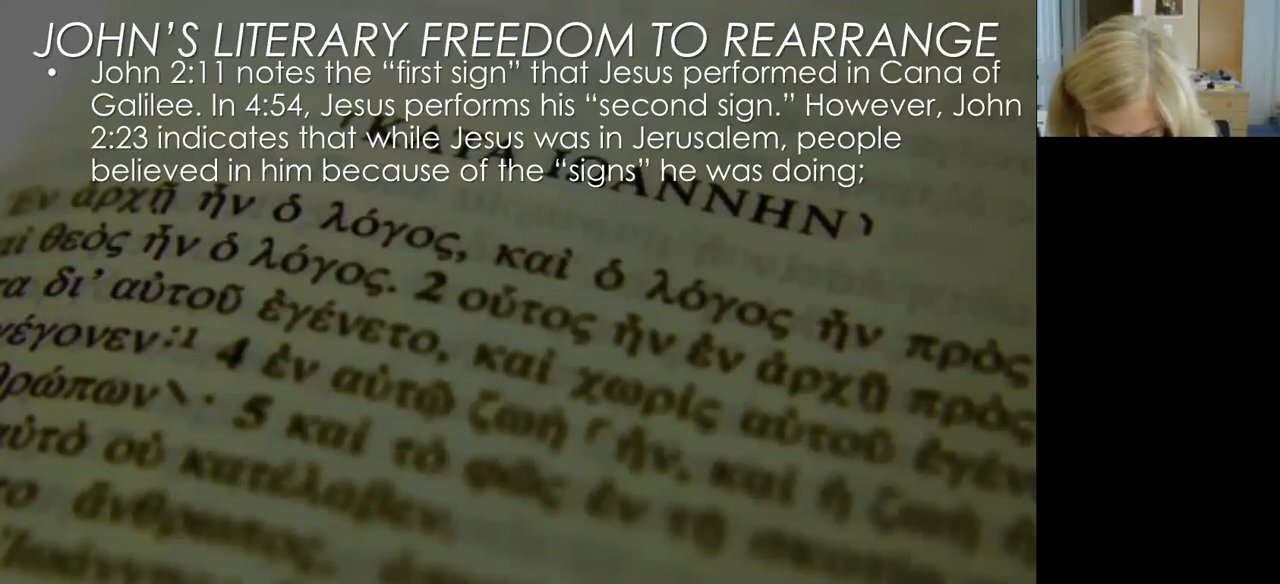 JOHN'S LITERARY FREEDOM TO REARRANGE
• John 2:11 notes the “first sign” that Jesus performed in Cana of
Galilee. In 4:54, Jesus performs his “second sign.” However, John
2:23 indicates that while Jesus was in Jerusalem, people
believed in him because of the “signs” he was doing;
ΙΩΑΝΝΗΝ
ἀρχῇ ἦν ὁ λόγος, καὶ ὁ λόγος ἦν πρὸς
θεὸς ἦν ὁ λόγος. 2 οὗτος ἦν ἐν ἀρχῇ πρὸς
δι’ αὐτοῦ ἐγένετο, καὶ χωρὶς αὐτοῦ
γέγονεν 4 ἐν αὐτῷ ζωὴ ἦν, καὶ ἡ ζωὴ
5 καὶ τὸ φῶς ἐν τῇ
οὐ κατέλαβεν.